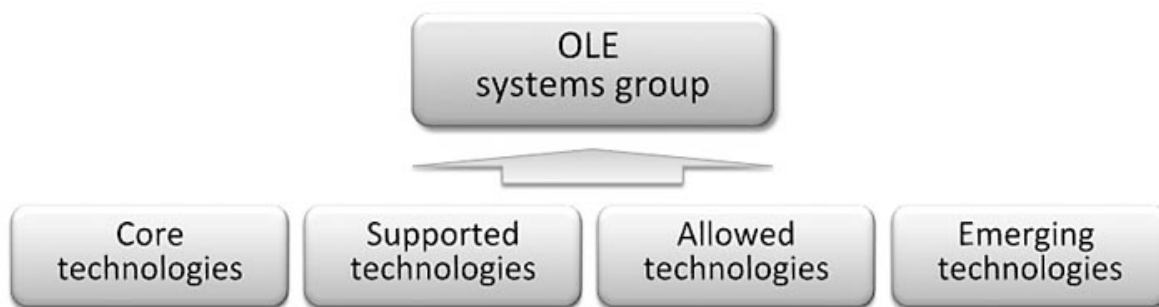 OLE
systems group
Core
technologies
Supported
technologies
Allowed
technologies
Emerging
technologies